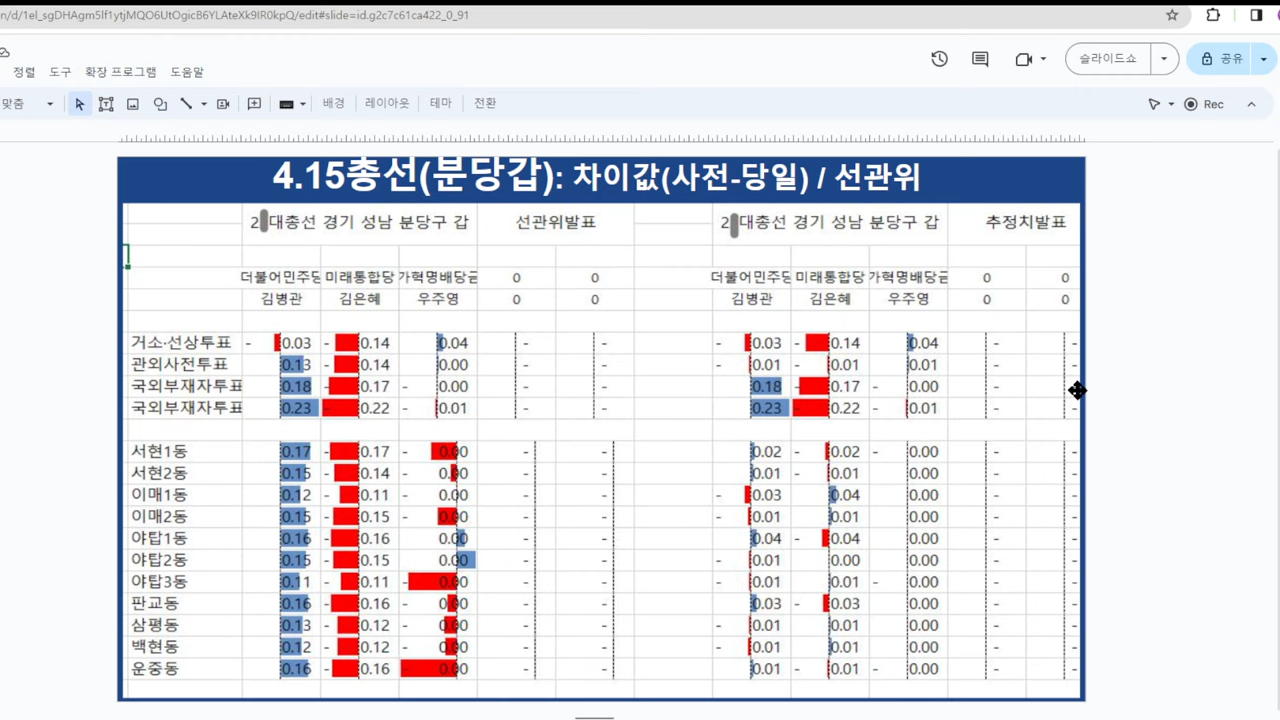 n/d/1el_sgDHAgm5lf1ytjMQO6UtOgicB6YLAteXk9IR0kpQ/edit#slide=id.g2c7c61ca422_0_91
정렬 도구 확장 프로그램 도움말
슬라이드쇼
공유
맞춤
배경 레이아웃 테마 전환
Rec
4.15총선(분당갑): 차이값(사전-당일) / 선관위
2 대총선 경기 성남 분당구 갑 선관위발표 2 대총선 경기 성남 분당구 갑 추정치발표
더불어민주당 미래통합당 가혁명배당금 0 0 더불어민주당 미래통합당 가혁명배당금 0 0
김병관 김은혜 우주영 0 0 김병관 김은혜 우주영 0 0
거소·선상투표 - 0.03 - 0.14 0.04 - - - 0.03 - 0.14 0.04 - -
관외사전투표 0.13 - 0.14 0.00 - - - 0.01 - 0.01 0.01 - -
국외부재자투표 0.18 - 0.17 - 0.00 - - 0.18 - 0.17 - 0.00 - -
국외부재자투표 0.23 - 0.22 - 0.01 - - 0.23 - 0.22 - 0.01 - -
서현1동 0.17 - 0.17 - 0.00 - - 0.02 - 0.02 - 0.00 - -
서현2동 0.15 - 0.14 - 0.00 - - 0.01 - 0.01 0.00 - -
이매1동 0.12 - 0.11 - 0.00 - - - 0.03 0.04 0.00 - -
이매2동 0.15 - 0.15 - 0.00 - - - 0.01 0.01 0.00 - -
야탑1동 0.16 - 0.16 0.00 - - 0.04 - 0.04 0.00 - -
야탑2동 0.15 - 0.15 0.00 - - - 0.01 0.00 0.00 - -
야탑3동 0.11 - 0.11 - 0.00 - - - 0.01 0.01 - 0.00 - -
판교동 0.16 - 0.16 - 0.00 - - 0.03 - 0.03 0.00 - -
삼평동 0.13 - 0.12 - 0.00 - - - 0.01 0.01 0.00 - -
백현동 0.12 - 0.12 - 0.00 - - - 0.01 0.01 0.00 - -
운중동 0.16 - 0.16 - 0.00 - - 0.01 - 0.01 - 0.00 - -